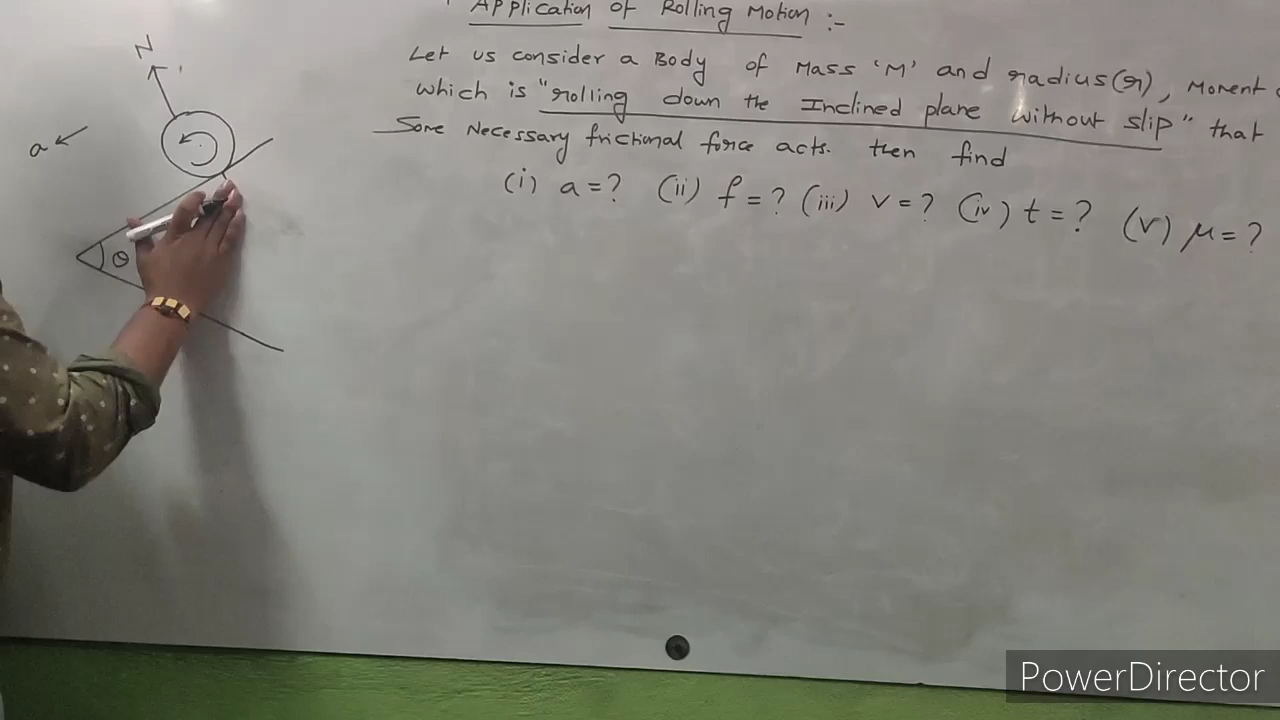 Application of Rolling Motion :-
Let us consider a Body of Mass 'M' and radius(r), Moment
which is "rolling down the Inclined plane without slip" that
Some Necessary frictional force acts. then find
(i) a=? (ii) f=? (iii) v=? (iv) t=? (v) μ=?
N
a
θ
PowerDirector